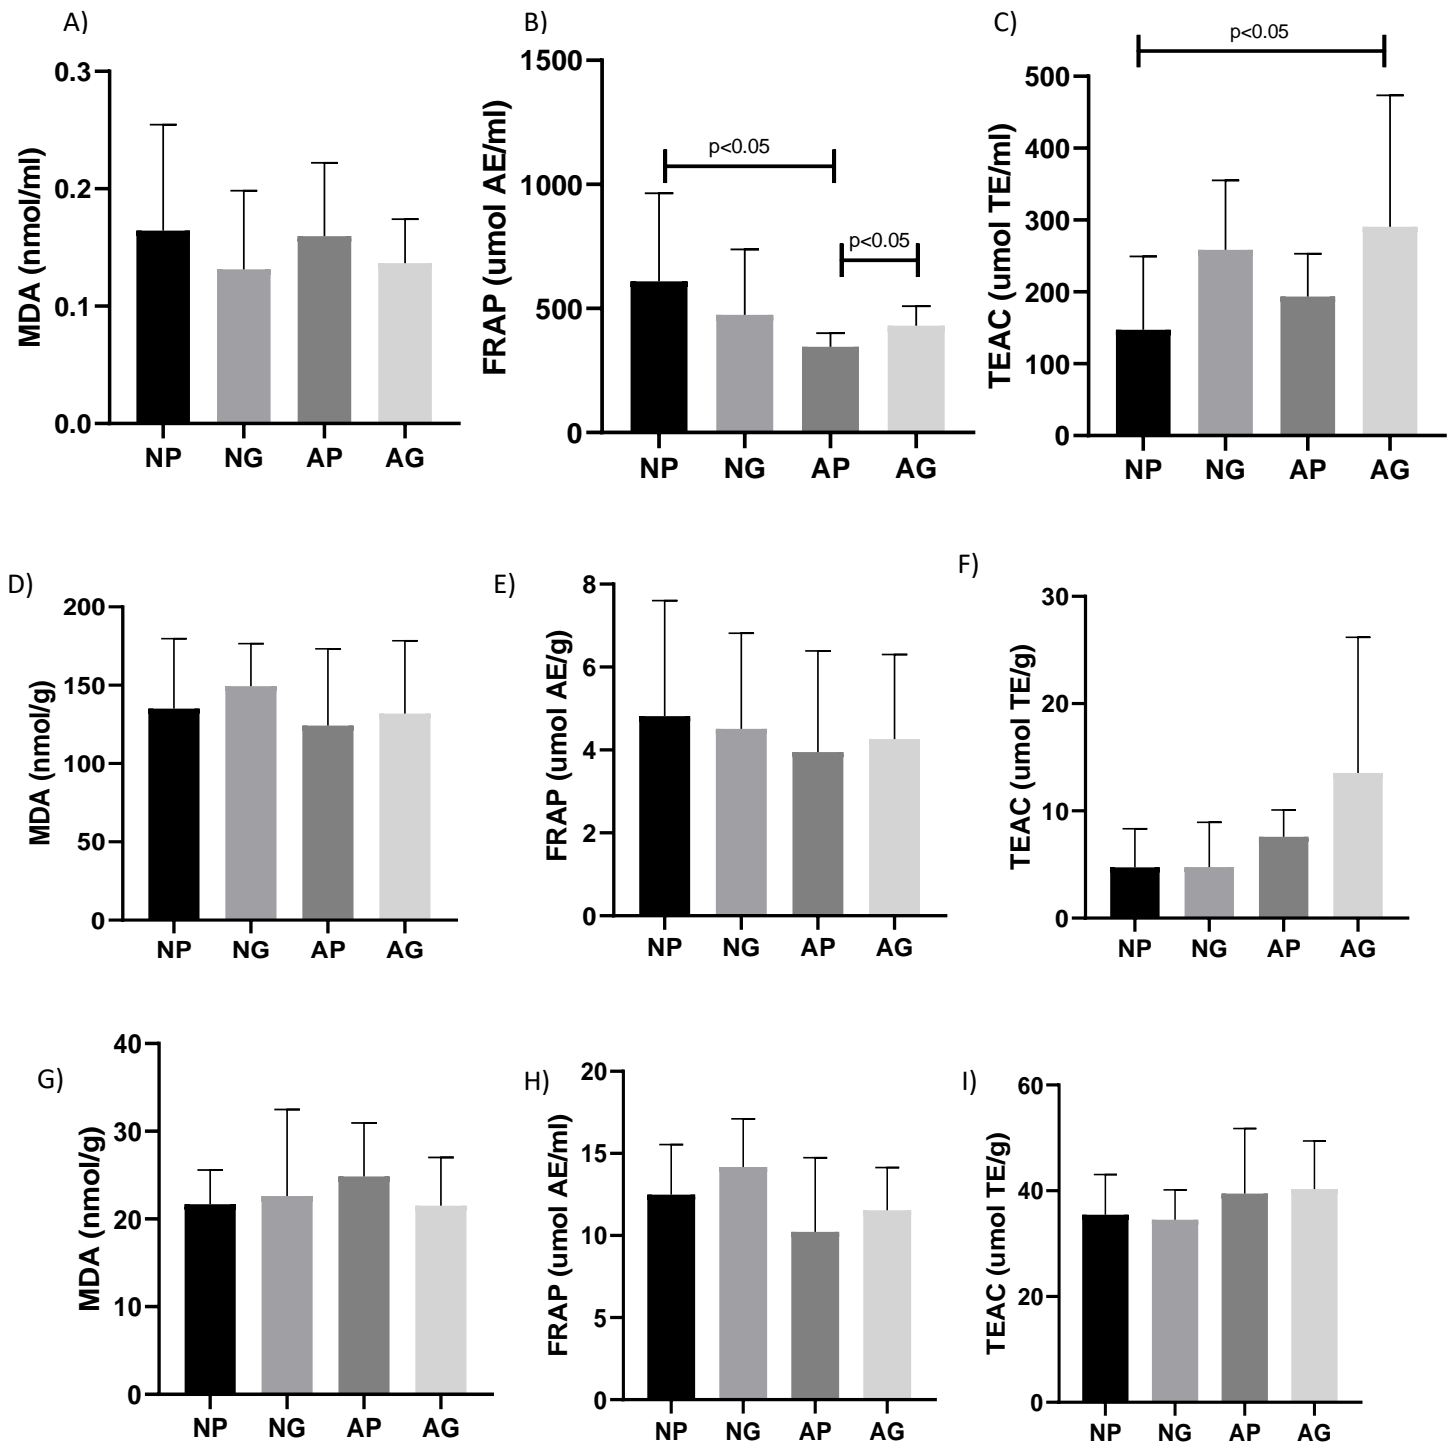 A)
MDA (nmol/ml)
0.3
0.2
0.1
0.0
NP NG AP AG
B)
FRAP (umol AE/ml)
1500
1000
500
0
p<0.05
p<0.05
NP NG AP AG
C)
TEAC (umol TE/ml)
p<0.05
500
400
300
200
100
0
NP NG AP AG
D)
MDA (nmol/g)
200
150
100
50
0
NP NG AP AG
E)
FRAP (umol AE/g)
8
6
4
2
0
NP NG AP AG
F)
TEAC (umol TE/g)
30
20
10
0
NP NG AP AG
G)
MDA (nmol/g)
40
30
20
10
0
NP NG AP AG
H)
FRAP (umol AE/ml)
20
15
10
5
0
NP NG AP AG
I)
TEAC (umol TE/g)
60
40
20
0
NP NG AP AG